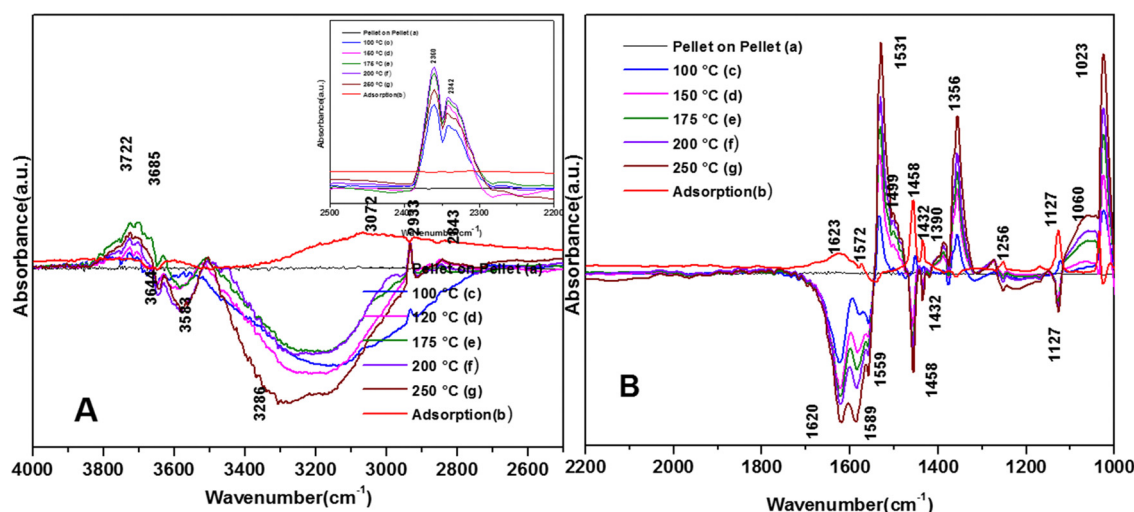 Absorbance(a.u.)
3722
3685
3644
3583
3286
3072
2933
2843
A
Pellet on Pellet (a)
100 °C (c)
120 °C (d)
175 °C (e)
200 °C (f)
250 °C (g)
Adsorption(b)
4000 3800 3600 3400 3200 3000 2800 2600
Wavenumber(cm-1)
Absorbance(a.u.)
Pellet on Pellet (a)
100 °C (c)
150 °C (d)
175 °C (e)
200 °C (f)
250 °C (g)
Adsorption(b)
2360
2342
2500 2400 2300 2200
Wavenumber(cm-1)
Absorbance(a.u.)
Pellet on Pellet (a)
100 °C (c)
150 °C (d)
175 °C (e)
200 °C (f)
250 °C (g)
Adsorption(b)
1531
1023
1356
1499
1458
1432
1390
1127
1060
1623
1572
1256
1432
1127
1559
1458
1620
1589
B
2200 2000 1800 1600 1400 1200 1000
Wavenumber(cm-1)